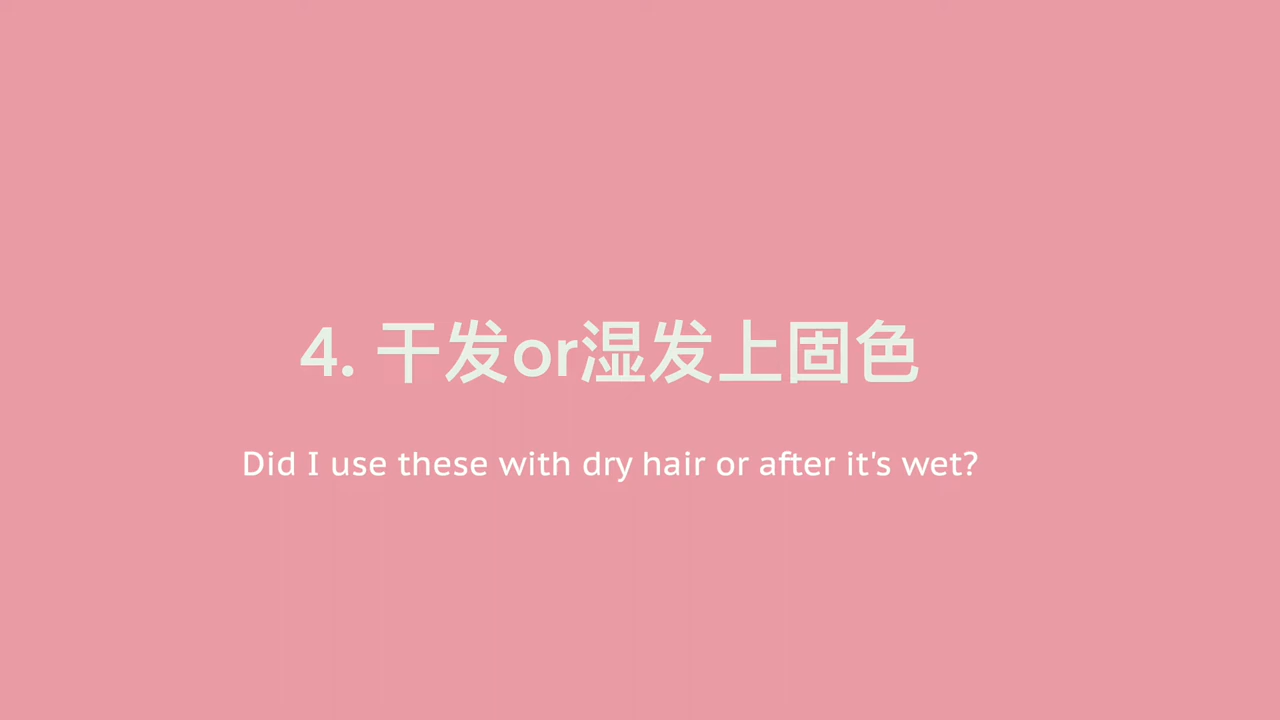 4. 干发or湿发上固色
Did I use these with dry hair or after it's wet?